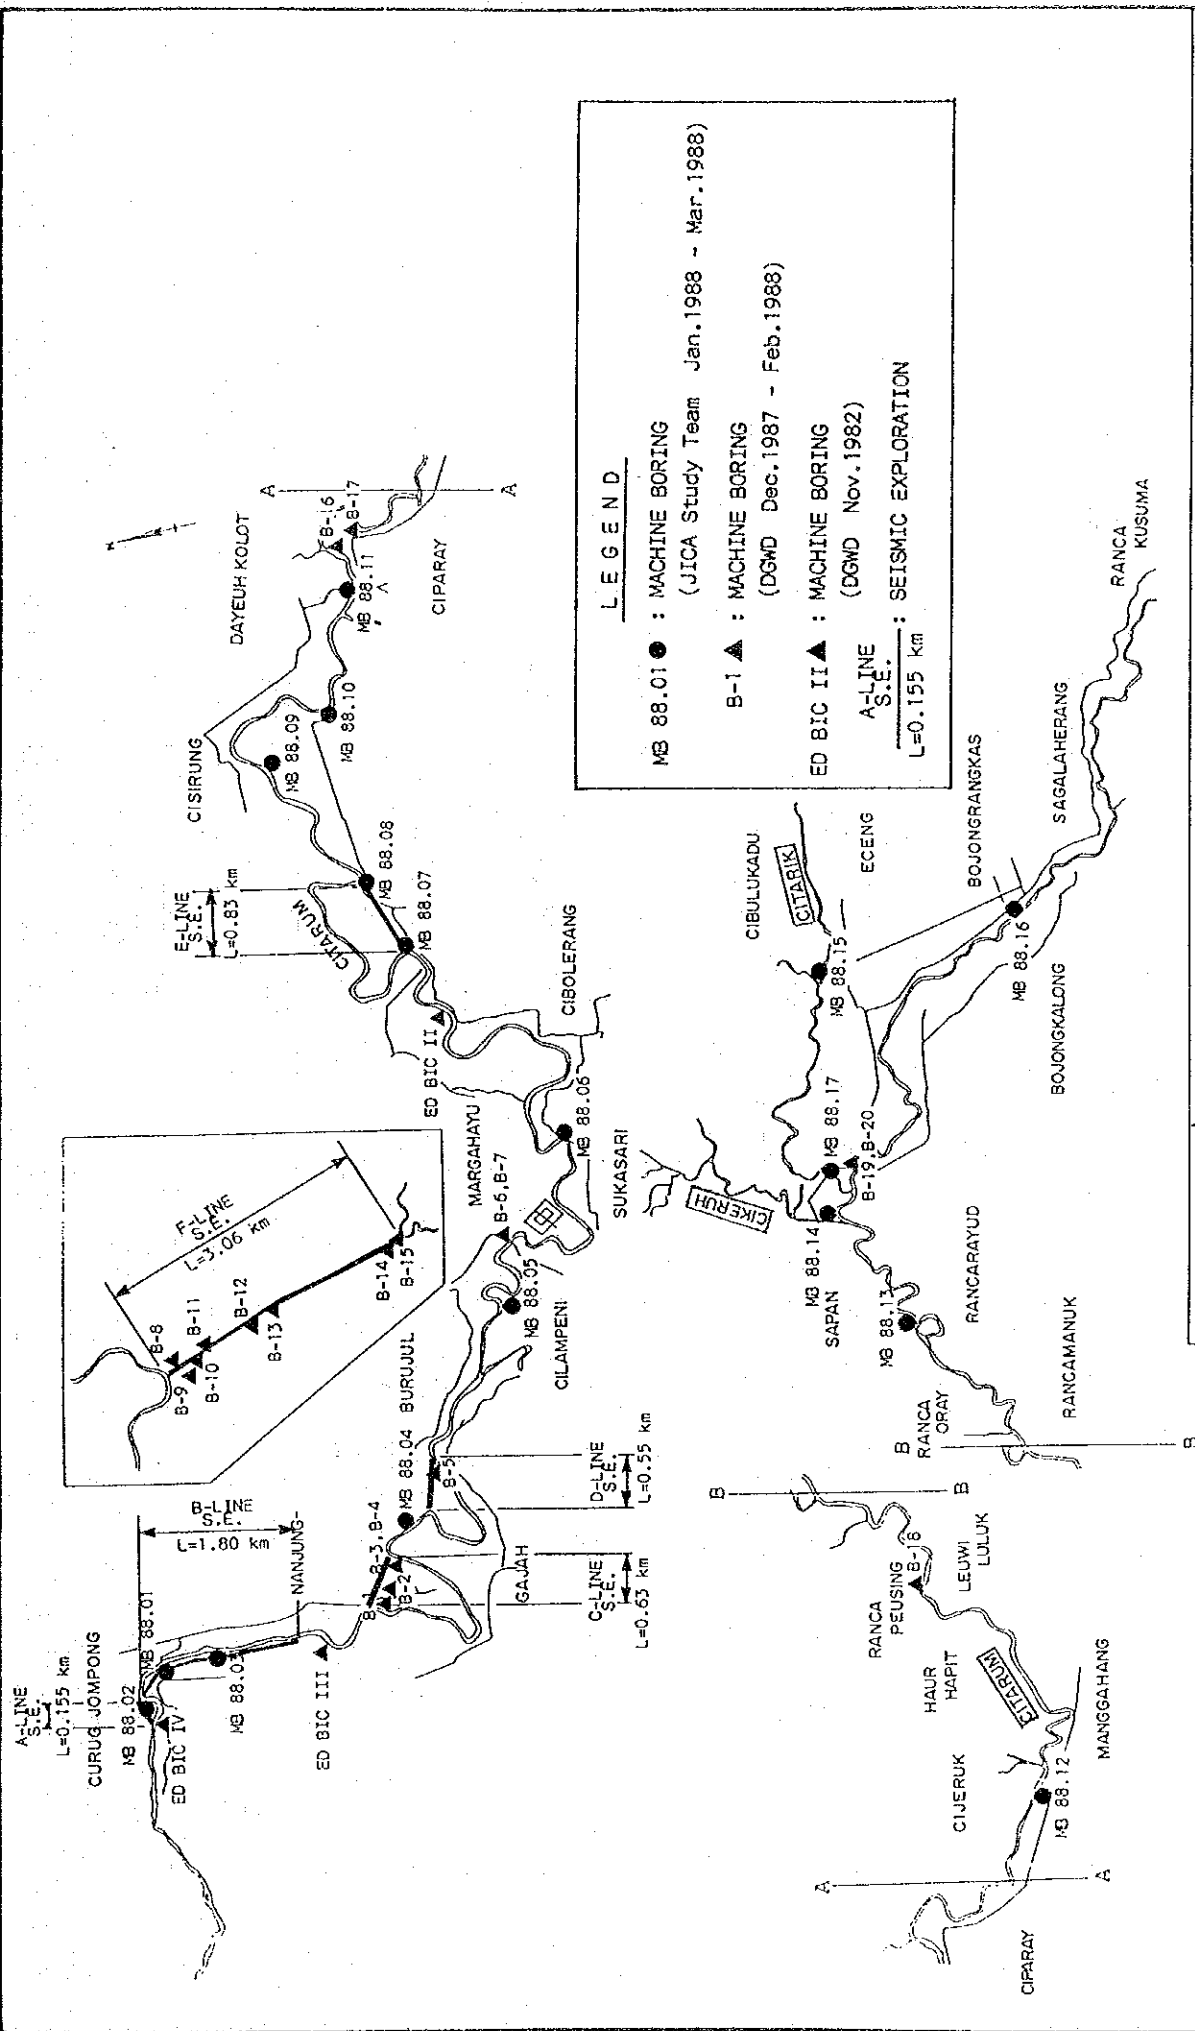 A-LINE
S.E.
L=0.155 km
CURUG JOMPONG
MB 88.02
MB 88.01
ED BIC IV
MB 88.03
B-LINE
S.E.
L=1.80 km
NANJUNG
ED BIC III
B-1
B-2
B-3,B-4
MB 88.04
BURUJUL
GAJAH
C-LINE
S.E.
L=0.63 km
D-LINE
S.E.
L=0.55 km
B-5
CILAMPENI
MB 88.05
B-6,B-7
MARGAHAYU
SUKASARI
MB 88.06
CIBOLERANG
ED BIC II
CITARUM
E-LINE
S.E.
L=0.83 km
MB 88.07
MB 88.08
CISIRUNG
MB 88.09
MB 88.10
DAYEUH KOLOT
MB 88.11
B-16
B-17
CIPARAY
A
A
N
F-LINE
S.E.
L=3.06 km
B-8
B-9
B-10
B-11
B-12
B-13
B-14
B-15
LEGEND
MB 88.01 : MACHINE BORING
(JICA Study Team Jan.1988 - Mar.1988)
B-1 : MACHINE BORING
(DGWD Dec.1987 - Feb.1988)
ED BIC II : MACHINE BORING
(DGWD Nov.1982)
A-LINE
S.E.
L=0.155 km : SEISMIC EXPLORATION
CIPARAY
A
A
CIJERUK
MB 88.12
MANGGAHANG
CITARUM
HAUR
HAPIT
RANCA
PEUSING
B-18
LEUWI
LULUK
B
B
B
B
RANCA
ORAY
RANCAMANUK
MB 88.13
RANCARAYUD
SAPAN
MB 88.14
CIKERUH
MB 88.17
B-19,B-20
MB 88.15
CIBULUKADU
CITARIK
ECENG
BOJONGKALONG
MB 88.16
BOJONGRANGKAS
SAGALAHERANG
RANCA
KUSUMA